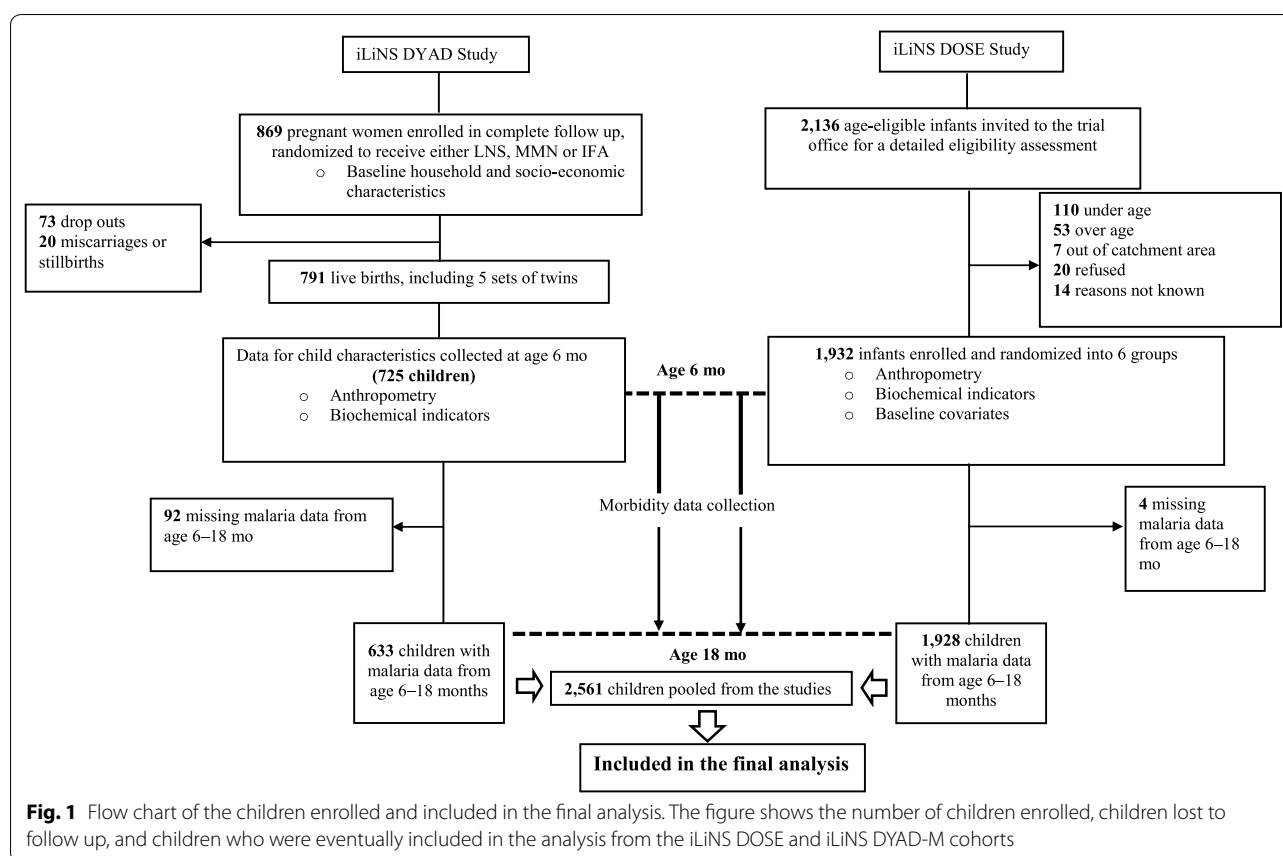 iLiNS DYAD Study
869 pregnant women enrolled in complete follow up,
randomized to receive either LNS, MMN or IFA
o Baseline household and socio-economic
characteristics
73 drop outs
20 miscarriages or
stillbirths
791 live births, including 5 sets of twins
Data for child characteristics collected at age 6 mo
(725 children)
o Anthropometry
o Biochemical indicators
92 missing malaria data from
age 6–18 mo
633 children with
malaria data from
age 6–18 months
iLiNS DOSE Study
2,136 age-eligible infants invited to the trial
office for a detailed eligibility assessment
110 under age
53 over age
7 out of catchment area
20 refused
14 reasons not known
1,932 infants enrolled and randomized into 6 groups
o Anthropometry
o Biochemical indicators
o Baseline covariates
4 missing
malaria data
from age 6–18
mo
1,928 children
with malaria data
from age 6–18
months
Age 6 mo
Morbidity data collection
Age 18 mo
2,561 children pooled from the studies
Included in the final analysis
Fig. 1 Flow chart of the children enrolled and included in the final analysis. The figure shows the number of children enrolled, children lost to
follow up, and children who were eventually included in the analysis from the iLiNS DOSE and iLiNS DYAD-M cohorts